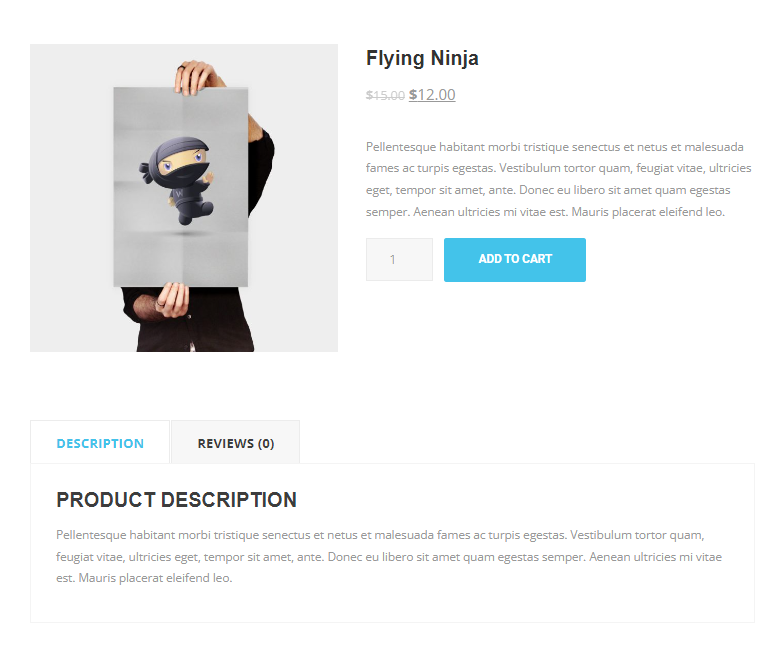 Flying Ninja
$15.00 $12.00
Pellentesque habitant morbi tristique senectus et netus et malesuada
fames ac turpis egestas. Vestibulum tortor quam, feugiat vitae, ultricies
eget, tempor sit amet, ante. Donec eu libero sit amet quam egestas
semper. Aenean ultricies mi vitae est. Mauris placerat eleifend leo.
1 ADD TO CART
DESCRIPTION REVIEWS (0)
PRODUCT DESCRIPTION
Pellentesque habitant morbi tristique senectus et netus et malesuada fames ac turpis egestas. Vestibulum tortor quam,
feugiat vitae, ultricies eget, tempor sit amet, ante. Donec eu libero sit amet quam egestas semper. Aenean ultricies mi vitae
est. Mauris placerat eleifend leo.